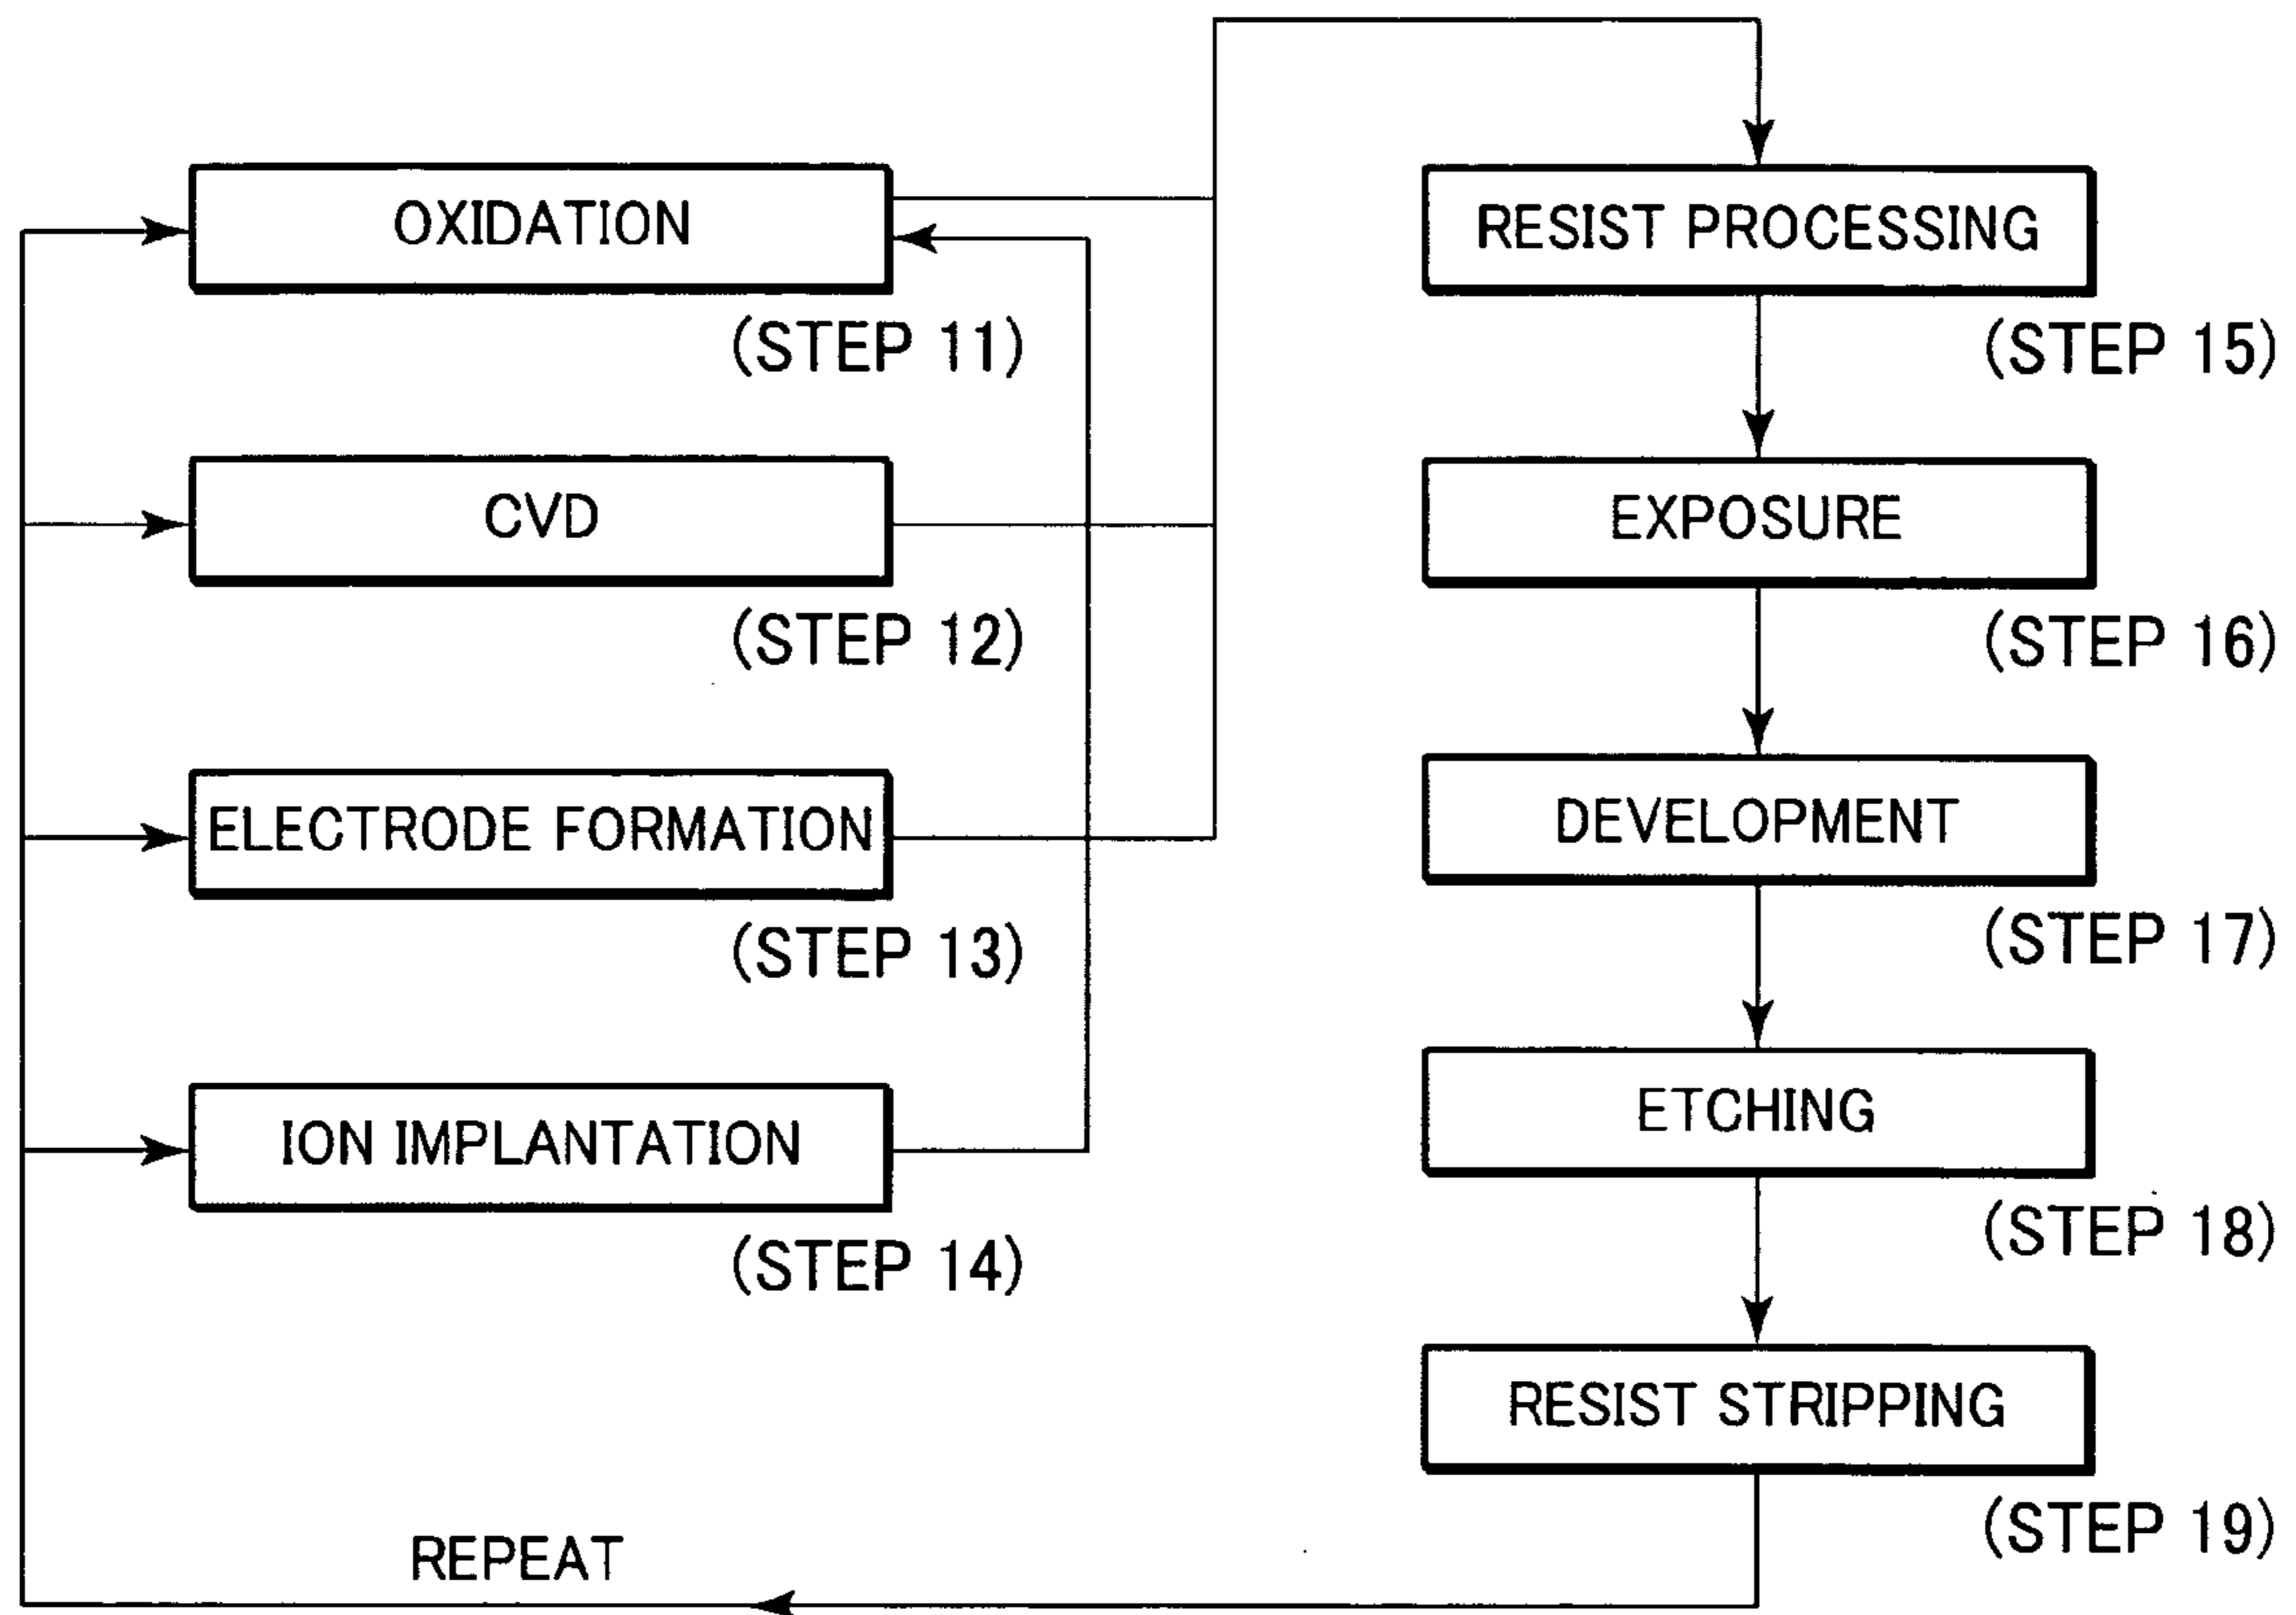 OXIDATION
(STEP 11)
CVD
(STEP 12)
ELECTRODE FORMATION
(STEP 13)
ION IMPLANTATION
(STEP 14)
RESIST PROCESSING
(STEP 15)
EXPOSURE
(STEP 16)
DEVELOPMENT
(STEP 17)
ETCHING
(STEP 18)
RESIST STRIPPING
(STEP 19)
REPEAT